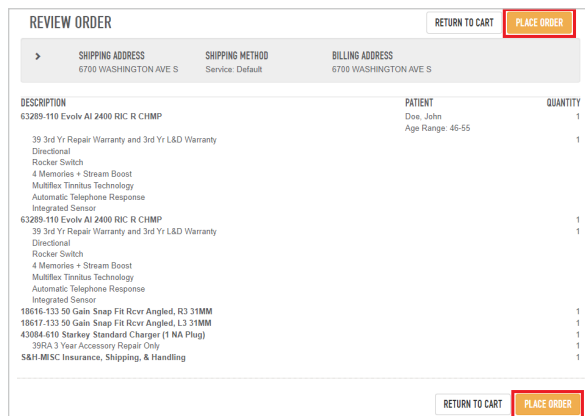 REVIEW ORDER RETURN TO CART PLACE ORDER
SHIPPING ADDRESS SHIPPING METHOD BILLING ADDRESS
6700 WASHINGTON AVE S Service: Default 6700 WASHINGTON AVE S
DESCRIPTION PATIENT QUANTITY
63289-110 Evolv AI 2400 RIC R CHMP Doe, John 1
Age Range: 46-55
39 3rd Yr Repair Warranty and 3rd Yr L&D Warranty 1
Directional
Rocker Switch
4 Memories + Stream Boost
Multiflex Tinnitus Technology
Automatic Telephone Response
Integrated Sensor
63289-110 Evolv AI 2400 RIC R CHMP 1
39 3rd Yr Repair Warranty and 3rd Yr L&D Warranty 1
Directional
Rocker Switch
4 Memories + Stream Boost
Multiflex Tinnitus Technology
Automatic Telephone Response
Integrated Sensor
18616-133 50 Gain Snap Fit Rcvr Angled, R3 31MM 1
18617-133 50 Gain Snap Fit Rcvr Angled, L3 31MM 1
43084-610 Starkey Standard Charger (1 NA Plug) 1
39RA 3 Year Accessory Repair Only 1
S&H-MISC Insurance, Shipping, & Handling 1
RETURN TO CART PLACE ORDER